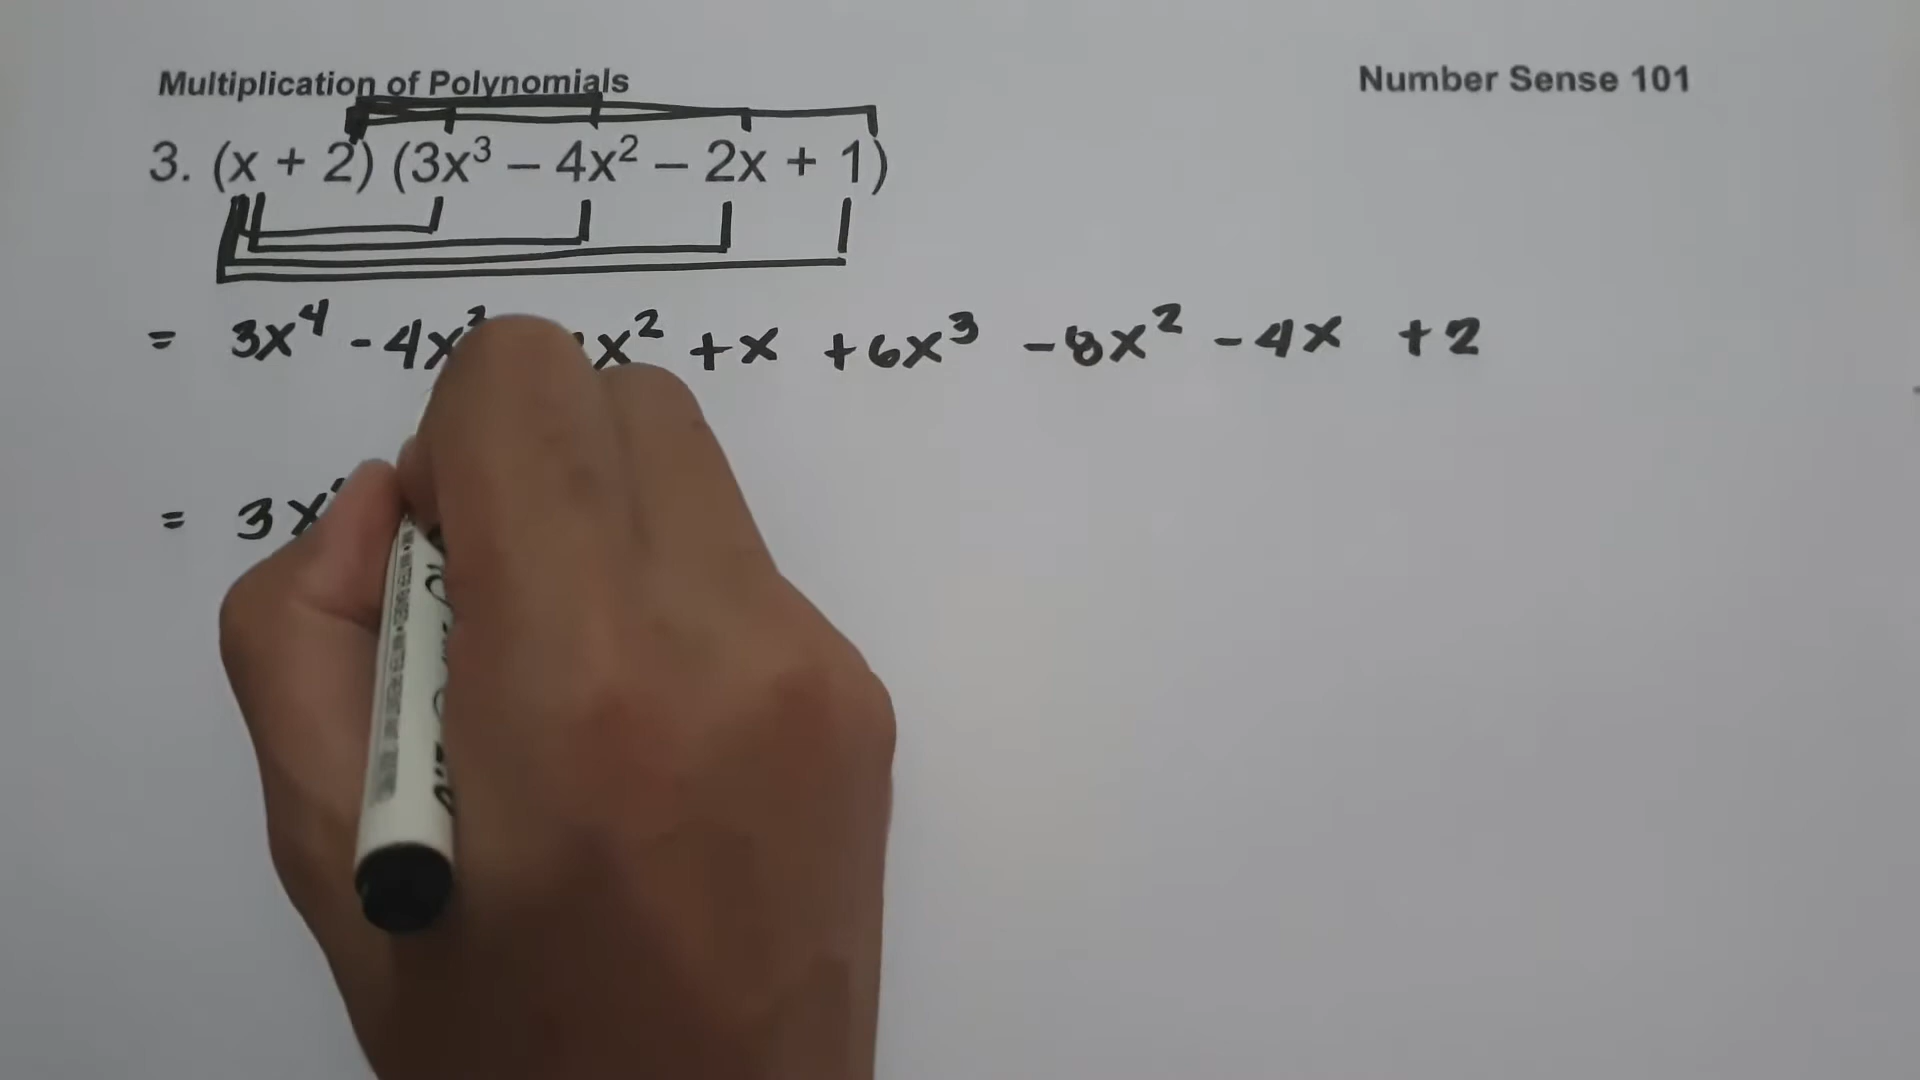 Multiplication of Polynomials
Number Sense 101
3. (x + 2) (3x³ – 4x² – 2x + 1)
= 3x⁴ - 4x x² + x + 6x³ - 8x² - 4x + 2
= 3x